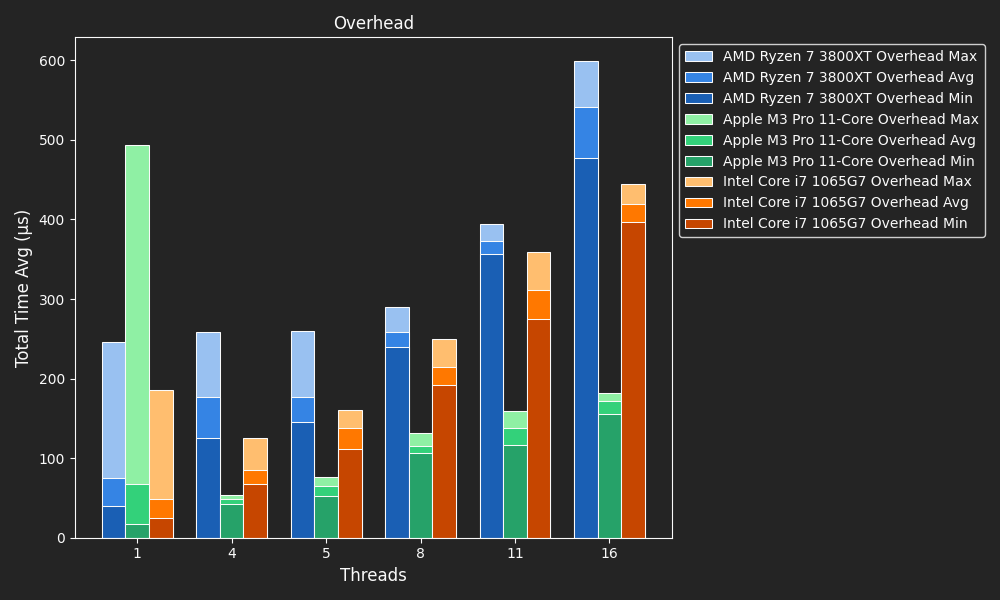 Overhead
600
500
400
300
200
100
0
Total Time Avg (µs)
1 4 5 8 11 16
Threads
AMD Ryzen 7 3800XT Overhead Max
AMD Ryzen 7 3800XT Overhead Avg
AMD Ryzen 7 3800XT Overhead Min
Apple M3 Pro 11-Core Overhead Max
Apple M3 Pro 11-Core Overhead Avg
Apple M3 Pro 11-Core Overhead Min
Intel Core i7 1065G7 Overhead Max
Intel Core i7 1065G7 Overhead Avg
Intel Core i7 1065G7 Overhead Min